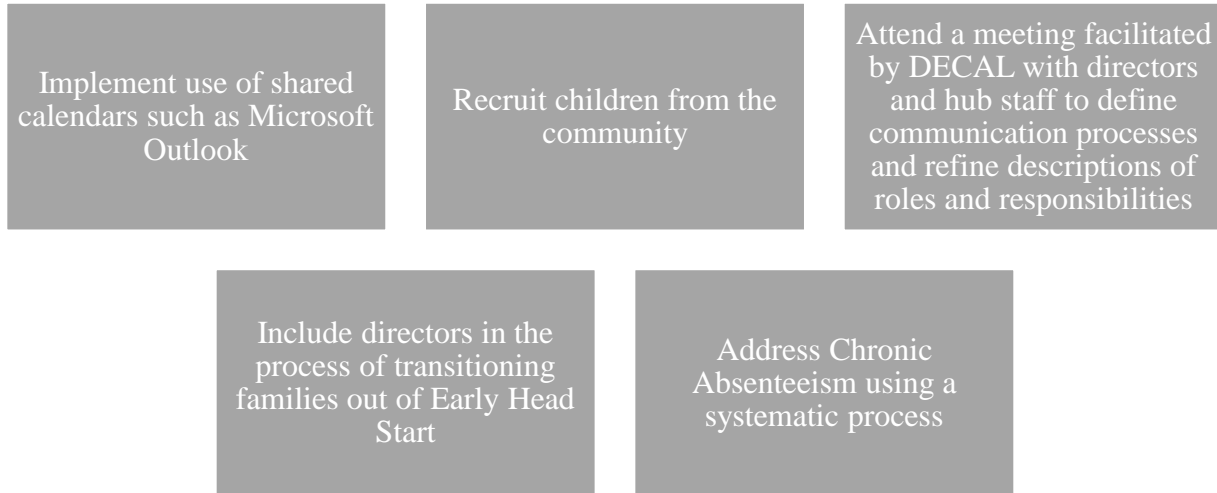 Implement use of shared
calendars such as Microsoft
Outlook
Recruit children from the
community
Attend a meeting facilitated
by DECAL with directors
and hub staff to define
communication processes
and refine descriptions of
roles and responsibilities
Include directors in the
process of transitioning
families out of Early Head
Start
Address Chronic
Absenteeism using a
systematic process